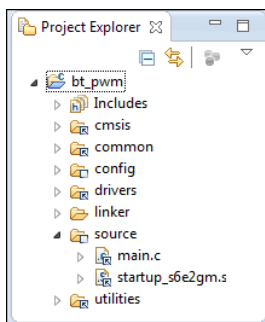 Project Explorer
bt_pwm
Includes
cmsis
common
config
drivers
linker
source
main.c
startup_s6e2gm.s
utilities